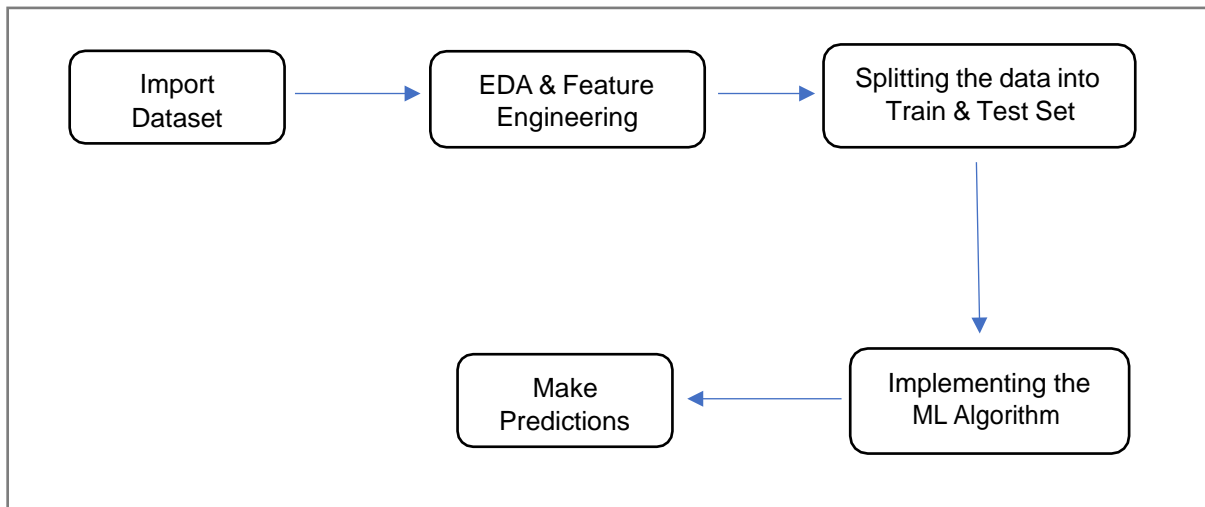 Import
Dataset
EDA & Feature
Engineering
Splitting the data into
Train & Test Set
Implementing the
ML Algorithm
Make
Predictions